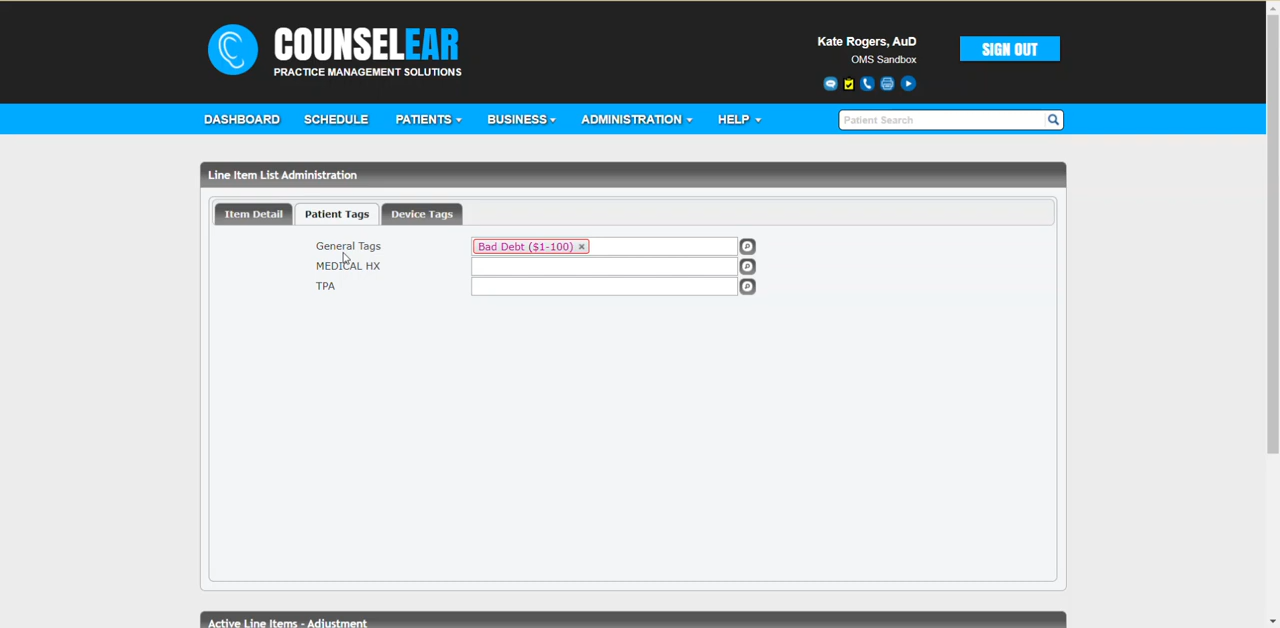 COUNSELEAR
PRACTICE MANAGEMENT SOLUTIONS
Kate Rogers, AuD
OMS Sandbox
SIGN OUT
DASHBOARD SCHEDULE PATIENTS BUSINESS ADMINISTRATION HELP Patient Search
Line Item List Administration
Item Detail Patient Tags Device Tags
General Tags Bad Debt ($1-100) ×
MEDICAL HX
TPA
Active Line Items - Adjustment